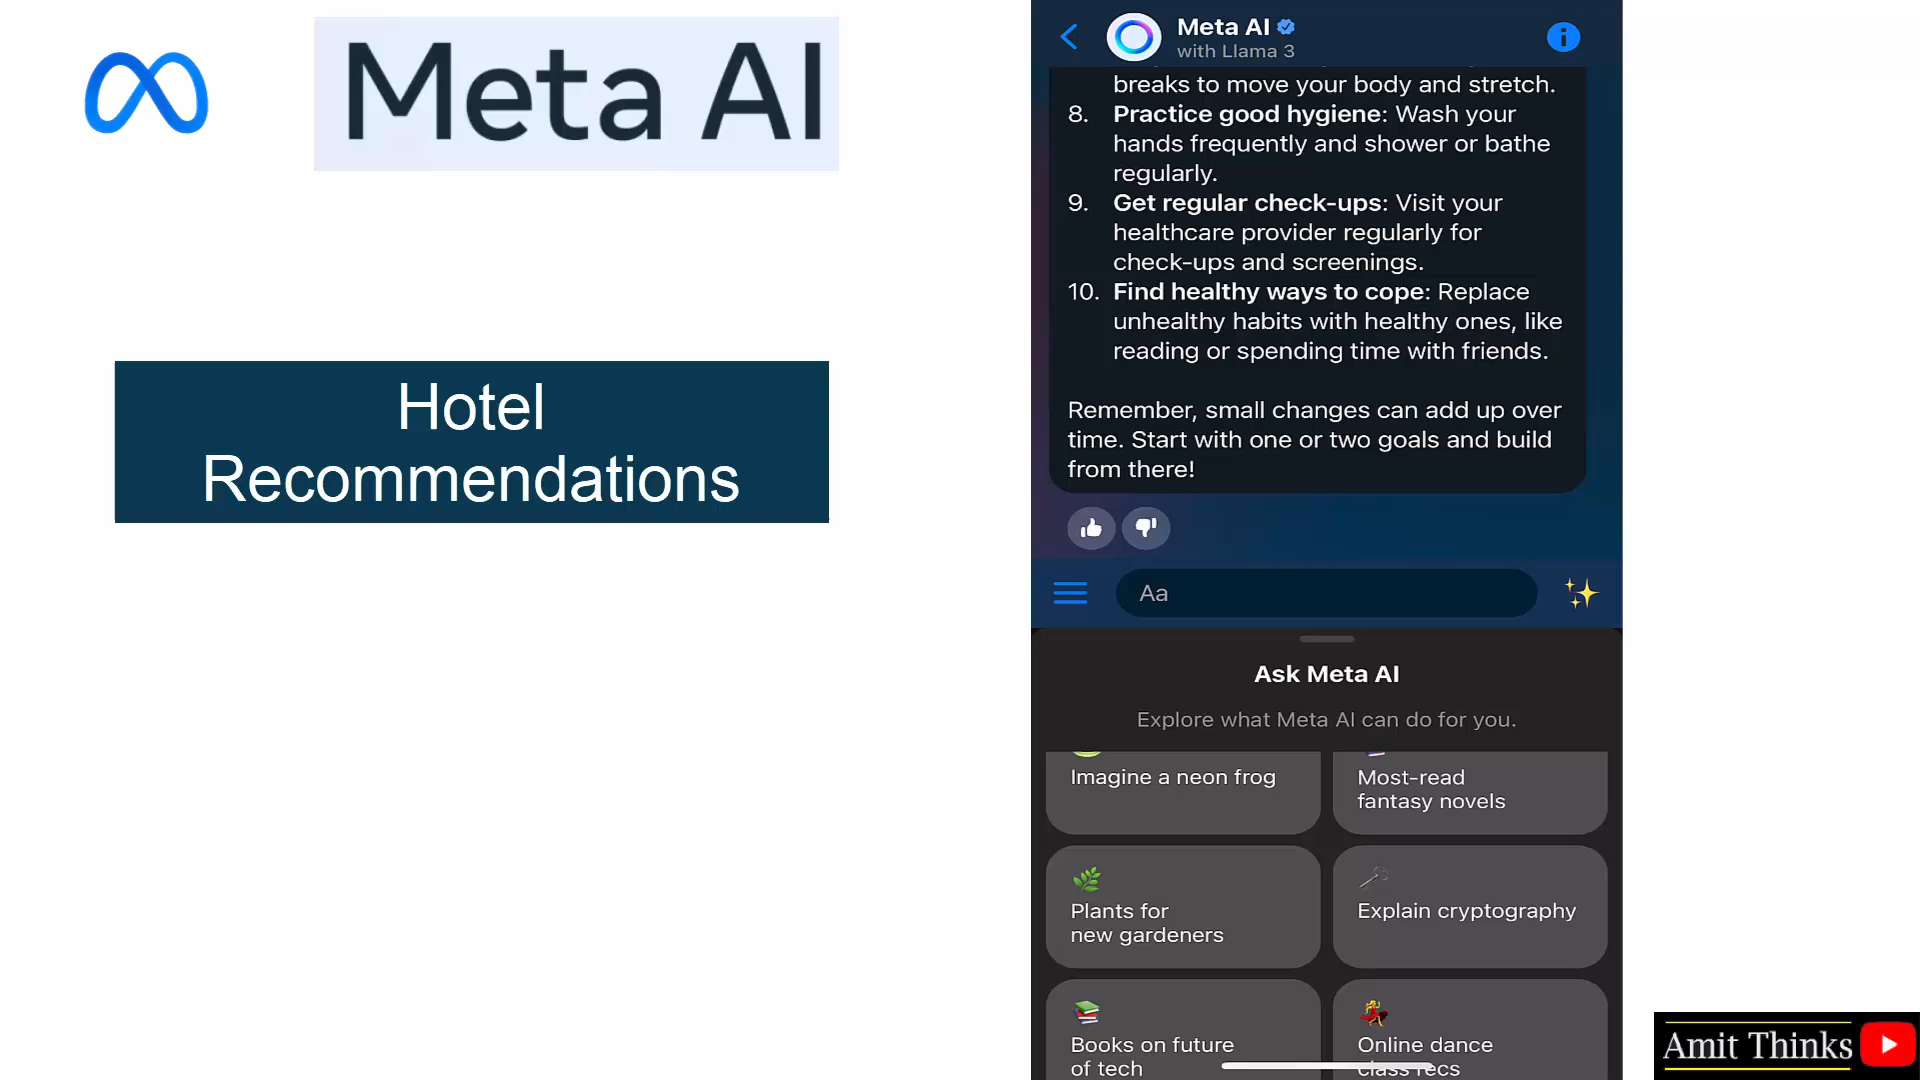 Meta AI
Hotel
Recommendations
Meta AI
with Llama 3
breaks to move your body and stretch.
8. Practice good hygiene: Wash your
hands frequently and shower or bathe
regularly.
9. Get regular check-ups: Visit your
healthcare provider regularly for
check-ups and screenings.
10. Find healthy ways to cope: Replace
unhealthy habits with healthy ones, like
reading or spending time with friends.
Remember, small changes can add up over
time. Start with one or two goals and build
from there!
Aa
Ask Meta AI
Explore what Meta AI can do for you.
Imagine a neon frog
Most-read
fantasy novels
Plants for
new gardeners
Explain cryptography
Books on future
of tech
Online dance
class recs
Amit Thinks